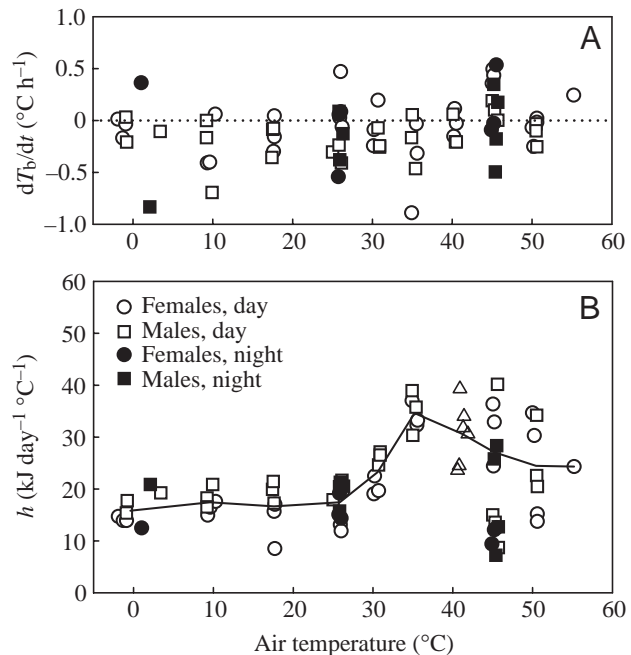 A
1.0
0.5
0
−0.5
−1.0
dTb/dt (°C h−1)
0 10 20 30 40 50 60
B
60
50
40
30
20
10
0
h (kJ day−1 °C−1)
Females, day
Males, day
Females, night
Males, night
0 10 20 30 40 50 60
Air temperature (°C)